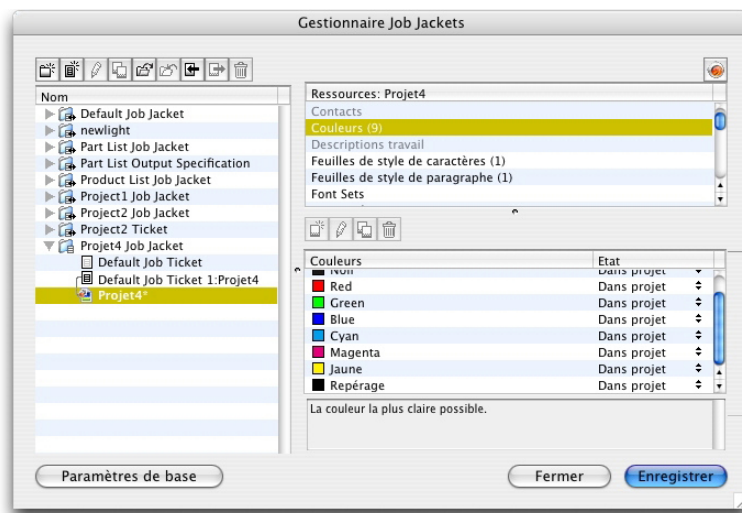 Gestionnaire Job Jackets
Nom
Default Job Jacket
newlight
Part List Job Jacket
Part List Output Specification
Product List Job Jacket
Project1 Job Jacket
Project2 Job Jacket
Project2 Ticket
Projet4 Job Jacket
Default Job Ticket
Default Job Ticket 1:Projet4
Projet4*
Ressources: Projet4
Contacts
Couleurs (9)
Descriptions travail
Feuilles de style de caractères (1)
Feuilles de style de paragraphe (1)
Font Sets
Couleurs Etat
Noir Dans projet
Red Dans projet
Green Dans projet
Blue Dans projet
Cyan Dans projet
Magenta Dans projet
Jaune Dans projet
Repérage Dans projet
La couleur la plus claire possible.
Paramètres de base
Fermer
Enregistrer